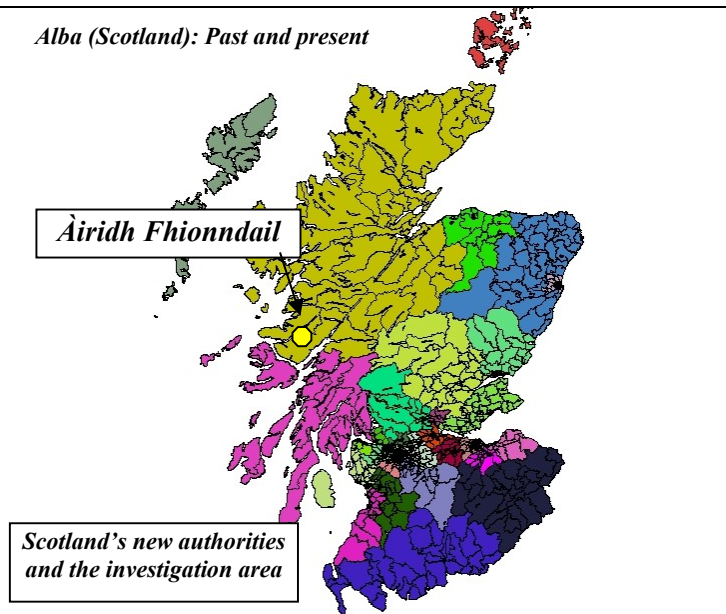 Alba (Scotland): Past and present
Àiridh Fhionndail
Scotland's new authorities
and the investigation area